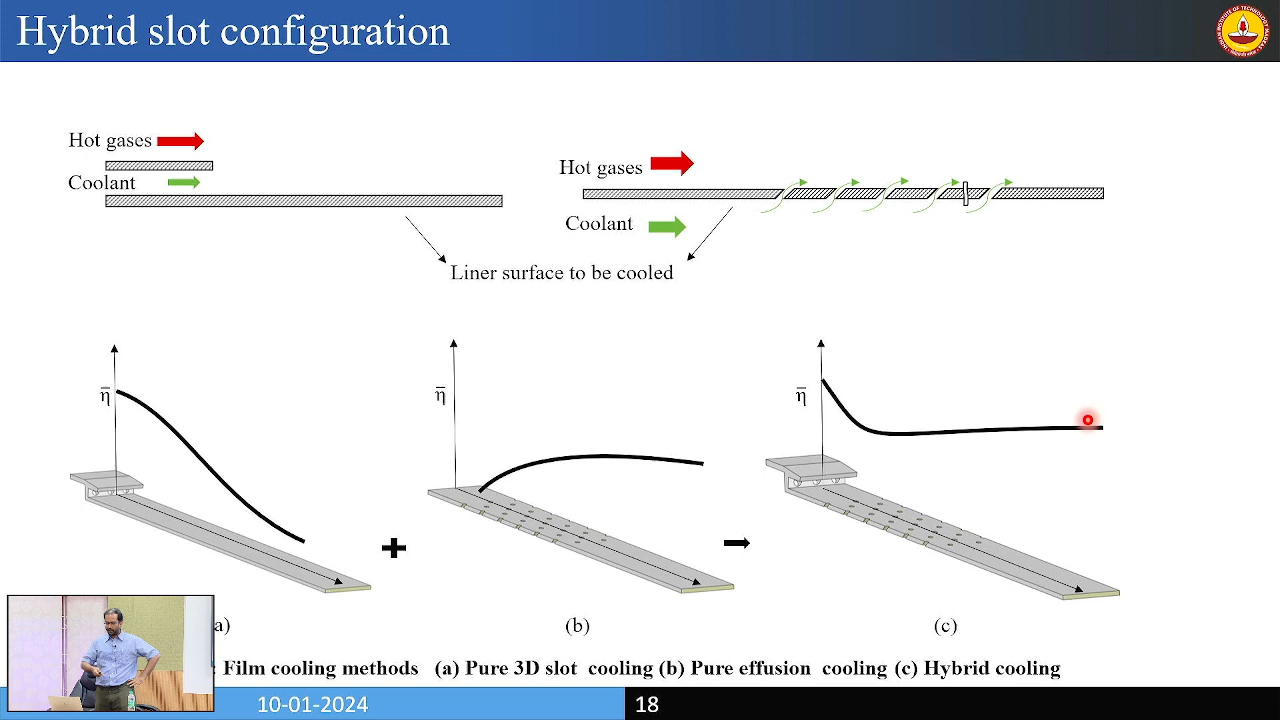 Hybrid slot configuration
Hot gases
Coolant
Hot gases
Coolant
Liner surface to be cooled
η̅
η̅
η̅
a)
(b)
(c)
: Film cooling methods (a) Pure 3D slot cooling (b) Pure effusion cooling (c) Hybrid cooling
10-01-2024
18